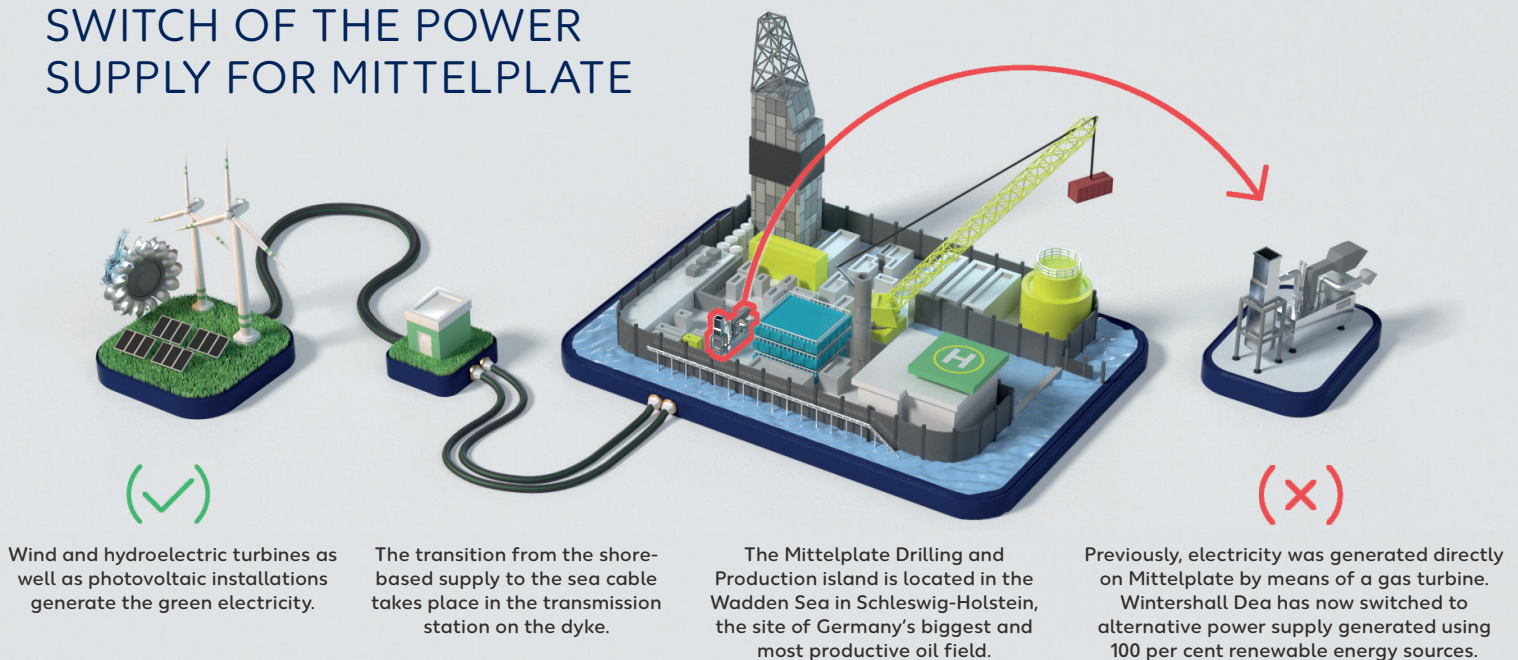 SWITCH OF THE POWER
SUPPLY FOR MITTELPLATE
H
Wind and hydroelectric turbines as
well as photovoltaic installations
generate the green electricity.
The transition from the shore-
based supply to the sea cable
takes place in the transmission
station on the dyke.
The Mittelplate Drilling and
Production island is located in the
Wadden Sea in Schleswig-Holstein,
the site of Germany's biggest and
most productive oil field.
Previously, electricity was generated directly
on Mittelplate by means of a gas turbine.
Wintershall Dea has now switched to
alternative power supply generated using
100 per cent renewable energy sources.